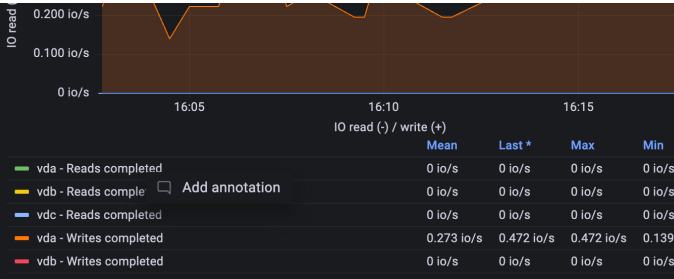 0.200 io/s
IO read (
0.100 io/s
0 io/s
16:05 16:10 16:15
IO read (-) / write (+)
Mean Last * Max Min
vda - Reads completed 0 io/s 0 io/s 0 io/s 0 io/s
vdb - Reads comple 0 io/s 0 io/s 0 io/s 0 io/s
Add annotation
vdc - Reads completed 0 io/s 0 io/s 0 io/s 0 io/s
vda - Writes completed 0.273 io/s 0.472 io/s 0.472 io/s 0.139
vdb - Writes completed 0 io/s 0 io/s 0 io/s 0 io/s